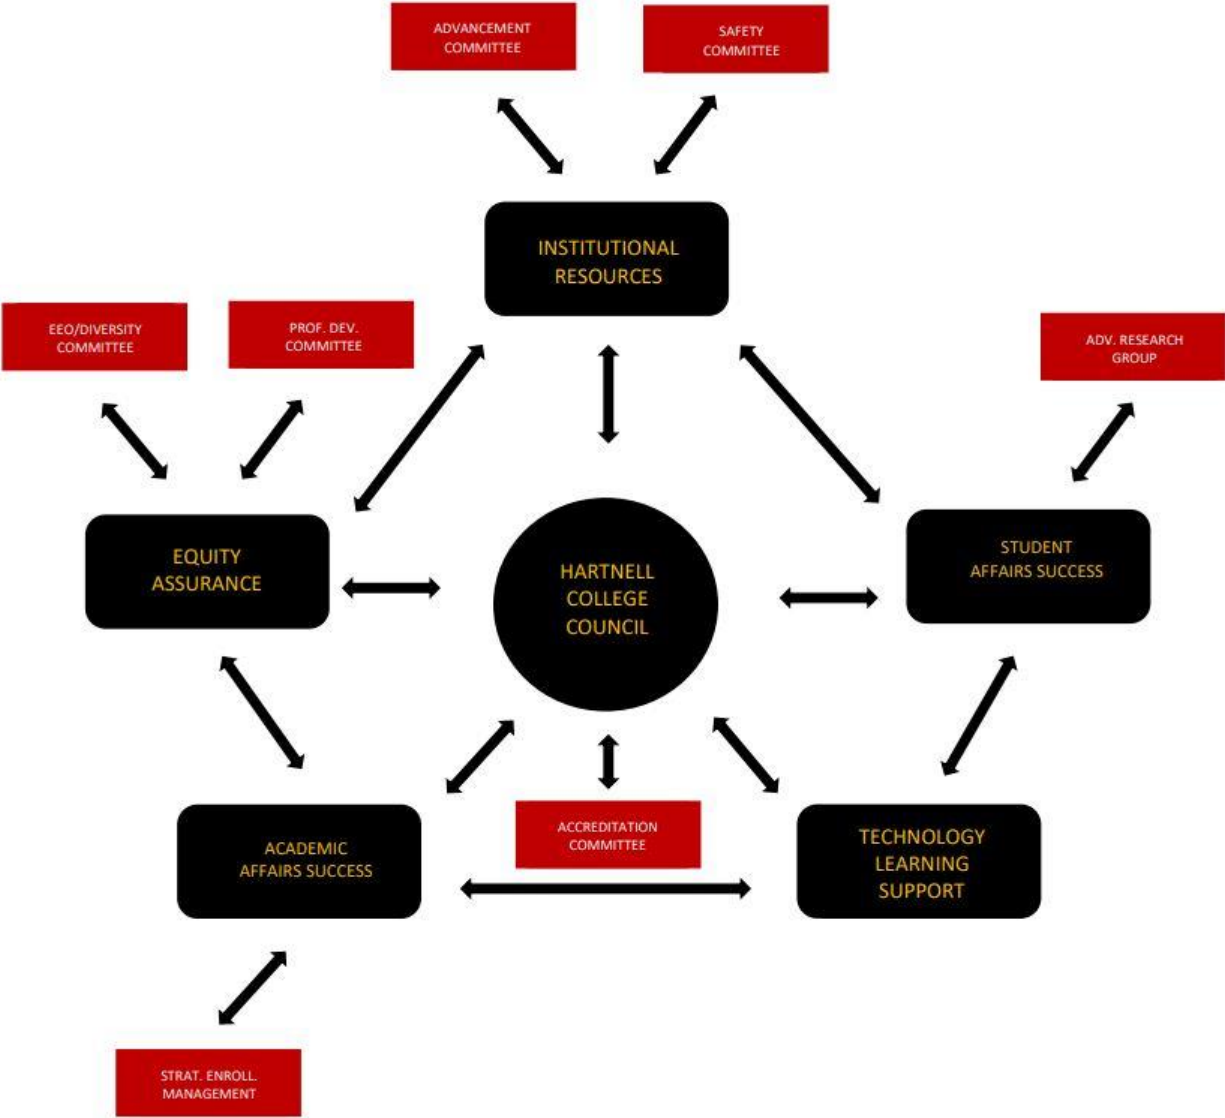 ADVANCEMENT
COMMITTEE
SAFETY
COMMITTEE
INSTITUTIONAL
RESOURCES
EEO/DIVERSITY
COMMITTEE
PROF. DEV.
COMMITTEE
ADV. RESEARCH
GROUP
EQUITY
ASSURANCE
HARTNELL
COLLEGE
COUNCIL
STUDENT
AFFAIRS SUCCESS
ACADEMIC
AFFAIRS SUCCESS
ACCREDITATION
COMMITTEE
TECHNOLOGY
LEARNING
SUPPORT
STRAT. ENROLL.
MANAGEMENT